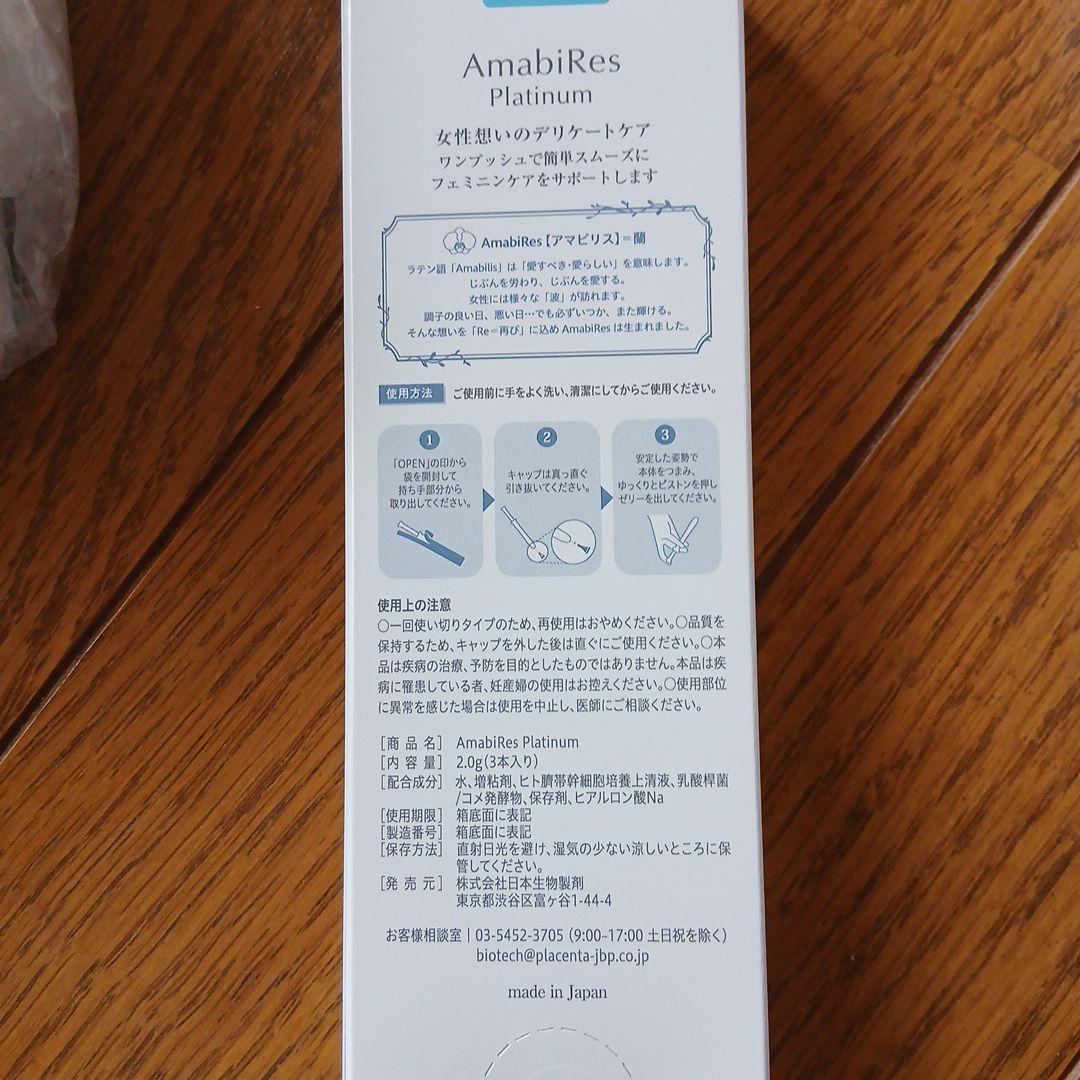 AmabiRes
Platinum
女性想いのデリケートケア
ワンプッシュで簡単スムーズに
フェミニンケアをサポートします
AmabiRes【アマビリス】＝蘭
ラテン語「Amabilis」は「愛すべき・愛らしい」を意味します。
じぶんを労わり、じぶんを愛する。
女性には様々な「波」が訪れます。
調子の良い日、悪い日…でも必ずいつか、また輝ける。
そんな想いを「Re＝再び」に込め AmabiRes は生まれました。
使用方法 ご使用前に手をよく洗い、清潔にしてからご使用ください。
1
「OPEN」の印から
袋を開封して
持ち手部分から
取り出してください。
2
キャップは真っ直ぐ
引き抜いてください。
3
安定した姿勢で
本体をつまみ、
ゆっくりとピストンを押し
ゼリーを出してください。
使用上の注意
○一回使い切りタイプのため、再使用はおやめください。○品質を
保持するため、キャップを外した後は直ぐにご使用ください。○本
品は疾病の治療、予防を目的としたものではありません。本品は疾
病に罹患している者、妊産婦の使用はお控えください。○使用部位
に異常を感じた場合は使用を中止し、医師にご相談ください。
［商品名］ AmabiRes Platinum
［内容量］ 2.0g（3本入り）
［配合成分］ 水、増粘剤、ヒト臍帯幹細胞培養上清液、乳酸桿菌
/コメ発酵物、保存剤、ヒアルロン酸Na
［使用期限］ 箱底面に表記
［製造番号］ 箱底面に表記
［保存方法］ 直射日光を避け、湿気の少ない涼しいところに保
管してください。
［発売元］ 株式会社日本生物製剤
東京都渋谷区富ヶ谷1-44-4
お客様相談室｜03-5452-3705（9:00-17:00 土日祝を除く）
biotech@placenta-jbp.co.jp
made in Japan